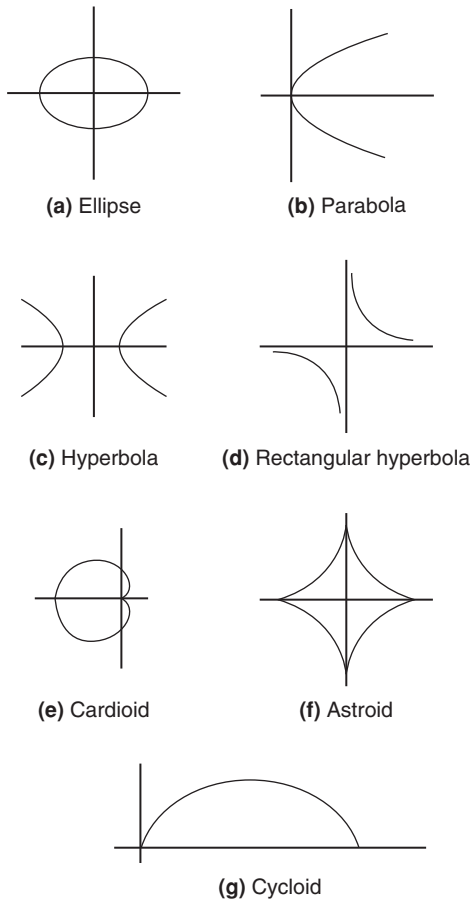 (a) Ellipse
(b) Parabola
(c) Hyperbola
(d) Rectangular hyperbola
(e) Cardioid
(f) Astroid
(g) Cycloid